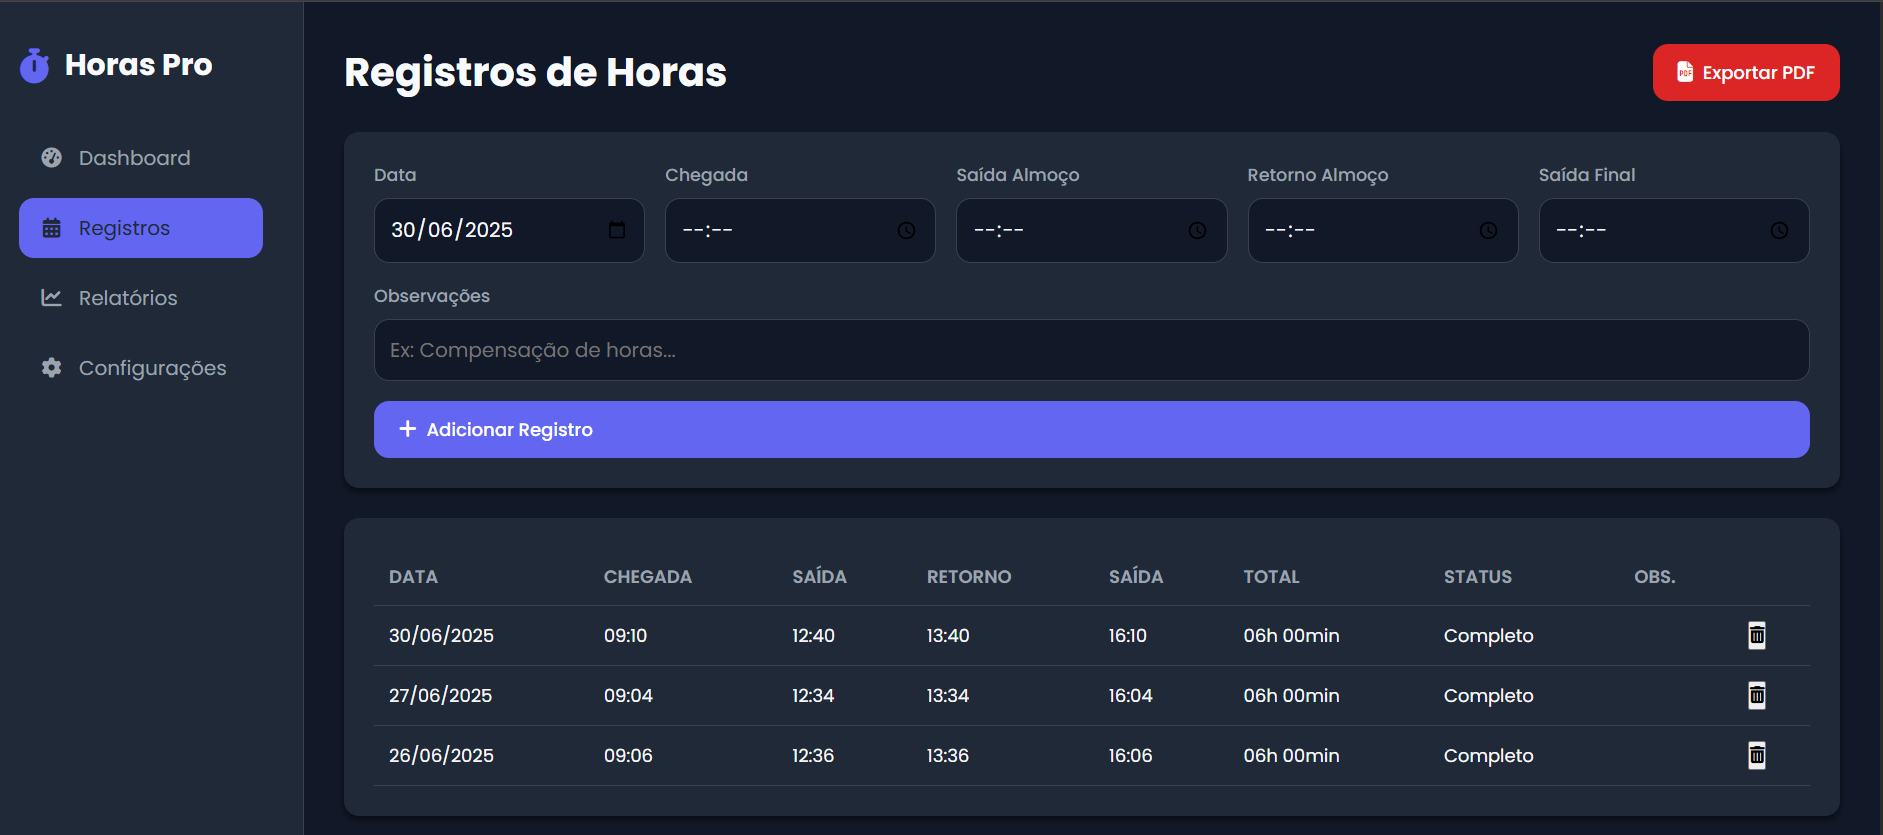 Horas Pro
Dashboard
Registros
Relatórios
Configurações
Registros de Horas
Exportar PDF
Data Chegada Saída Almoço Retorno Almoço Saída Final
30/06/2025 --:-- --:-- --:-- --:--
Observações
Ex: Compensação de horas...
+ Adicionar Registro
DATA CHEGADA SAÍDA RETORNO SAÍDA TOTAL STATUS OBS.
30/06/2025 09:10 12:40 13:40 16:10 06h 00min Completo
27/06/2025 09:04 12:34 13:34 16:04 06h 00min Completo
26/06/2025 09:06 12:36 13:36 16:06 06h 00min Completo